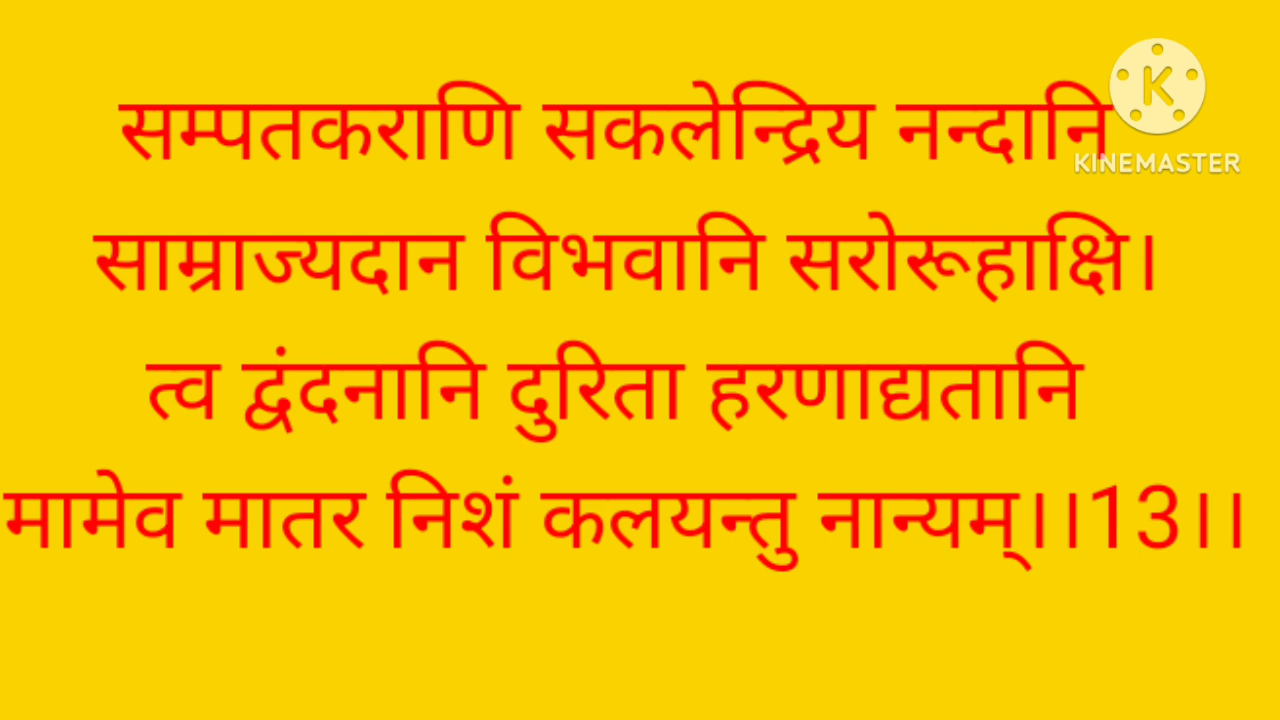 सम्पतकराणि सकलेन्द्रिय नन्दानि
KINEMASTER
साम्राज्यदान विभवानि सरोरूहाक्षि।
त्व द्वंदनानि दुरिता हरणाद्यतानि
मामेव मातर निशं कलयन्तु नान्यम्।।13।।